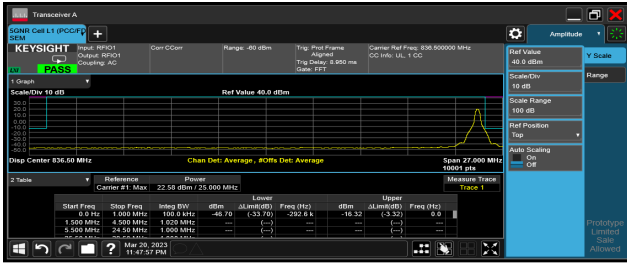 Transceiver A
5GNR Cell L1 (PCC/F
SEM
Amplitude
KEYSIGHT
Input: RFIO1
Output: RFIO1
Coupling: AC
Corr CCorr
Range: -60 dBm
Trig: Prot Frame
Aligned
Trig Delay: 8.950 ms
Gate: FFT
Carrier Ref Freq: 836.500000 MHz
CC Info: UL, 1 CC
PASS
Ref Value
40.0 dBm
Y Scale
Scale/Div
10 dB
Range
Scale Range
100 dB
Ref Position
Top
Auto Scaling
On
Off
1 Graph
Scale/Div 10 dB
Ref Value 40.0 dBm
30.0
20.0
10.0
0.00
-10.0
-20.0
-30.0
-40.0
-50.0
Disp Center 836.50 MHz
Chan Det: Average , #Offs Det: Average
Span 27.000 MHz
10001 pts
2 Table
Reference
Power
Measure Trace
Carrier #1: Max
22.58 dBm / 25.000 MHz
Trace 1
Lower
Upper
Start Freq Stop Freq Integ BW dBm ΔLimit(dB) Freq (Hz) dBm ΔLimit(dB) Freq (Hz)
0.0 Hz 1.000 MHz 100.0 kHz -46.70 (-33.70) -292.6 k -16.32 (-3.32) 0.0
1.500 MHz 4.500 MHz 1.020 MHz --- (---) --- --- (---) ---
5.500 MHz 24.50 MHz 1.000 MHz --- (---) --- --- (---) ---
Prototype
Limited
Sale
Allowed
?
Mar 20, 2023
11:47:57 PM